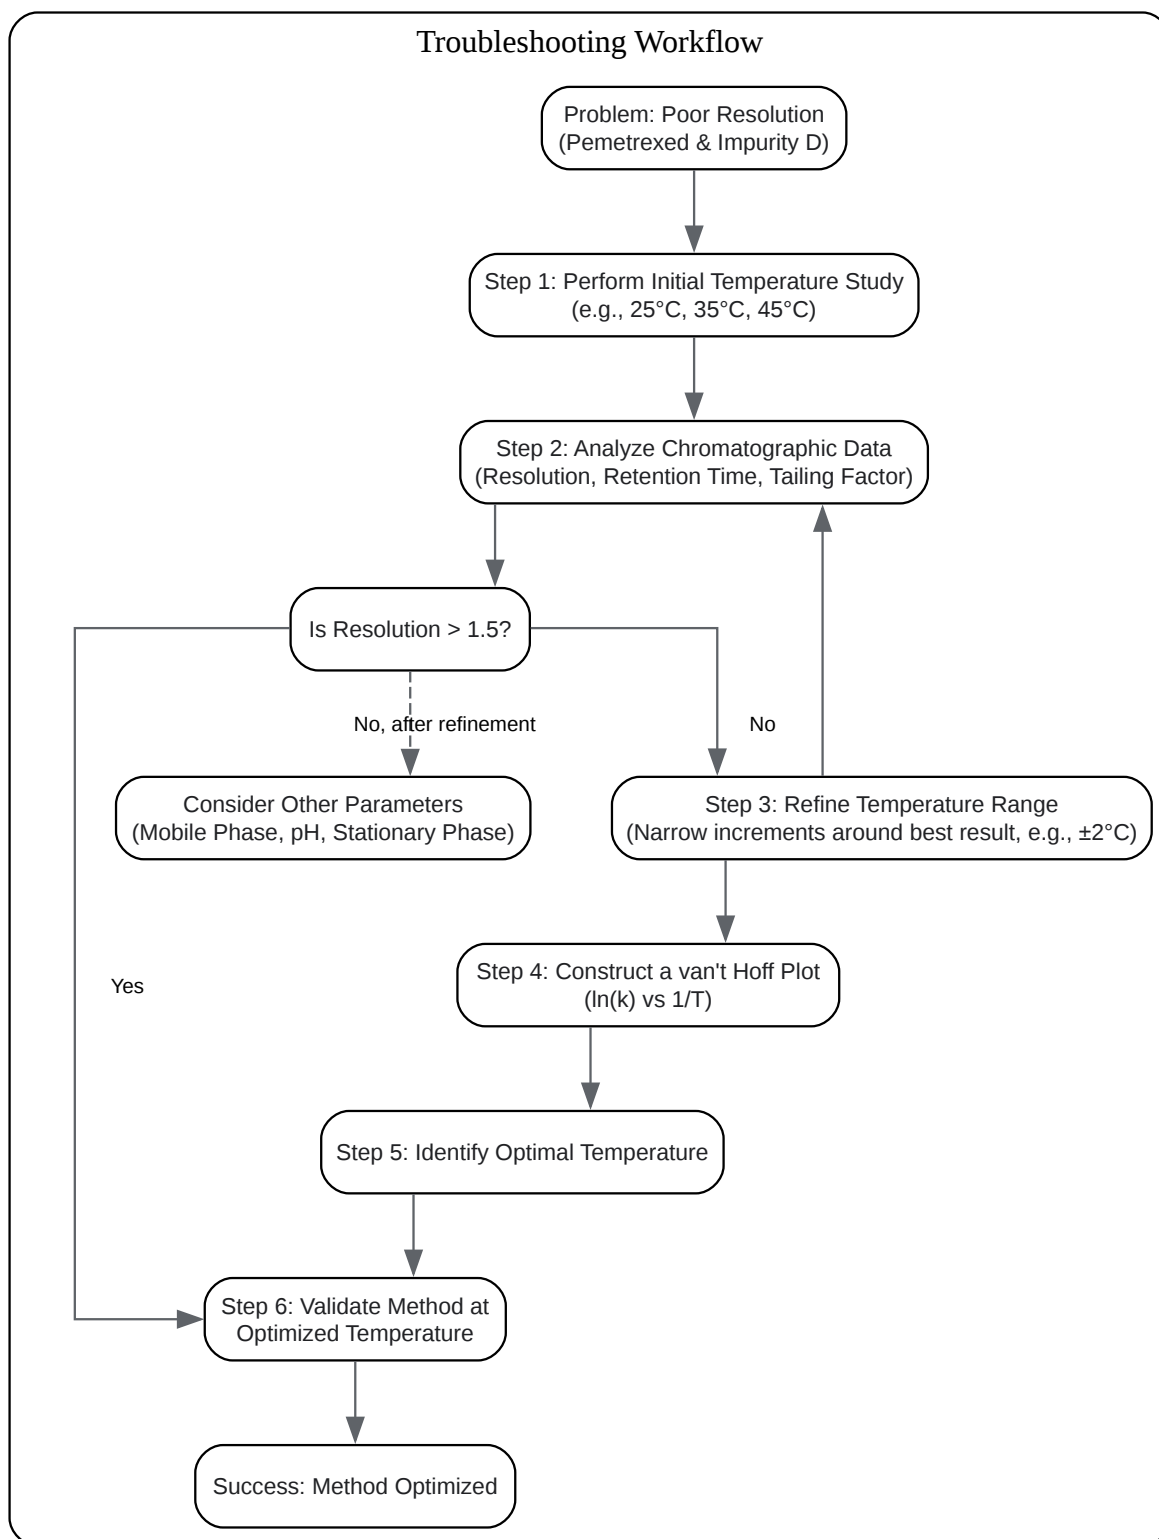 Troubleshooting Workflow
Problem: Poor Resolution
(Pemetrexed & Impurity D)
Step 1: Perform Initial Temperature Study
(e.g., 25°C, 35°C, 45°C)
Step 2: Analyze Chromatographic Data
(Resolution, Retention Time, Tailing Factor)
Is Resolution > 1.5?
No, after refinement
No
Consider Other Parameters
(Mobile Phase, pH, Stationary Phase)
Step 3: Refine Temperature Range
(Narrow increments around best result, e.g., ±2°C)
Step 4: Construct a van't Hoff Plot
(ln(k) vs 1/T)
Yes
Step 5: Identify Optimal Temperature
Step 6: Validate Method at
Optimized Temperature
Success: Method Optimized